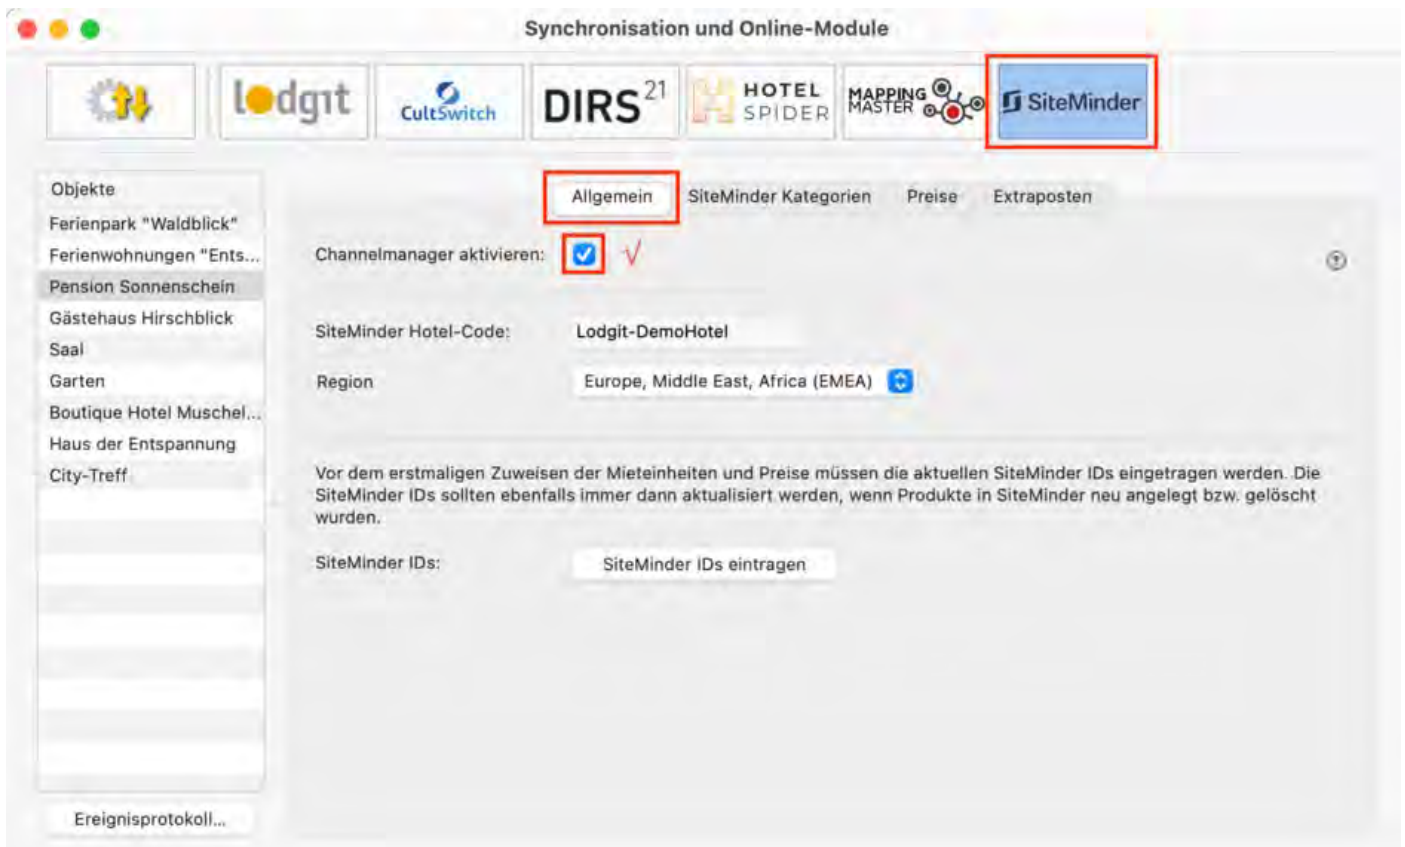 Synchronisation und Online-Module
lodgit
CultSwitch
DIRS21
HOTEL
SPIDER
MAPPING
MASTER
SiteMinder
Objekte
Ferienpark "Waldblick"
Ferienwohnungen "Ents...
Pension Sonnenschein
Gästehaus Hirschblick
Saal
Garten
Boutique Hotel Muschel...
Haus der Entspannung
City-Treff
Ereignisprotokoll...
Allgemein SiteMinder Kategorien Preise Extraposten
Channelmanager aktivieren: √
?
SiteMinder Hotel-Code: Lodgit-DemoHotel
Region Europe, Middle East, Africa (EMEA)
Vor dem erstmaligen Zuweisen der Mieteinheiten und Preise müssen die aktuellen SiteMinder IDs eingetragen werden. Die
SiteMinder IDs sollten ebenfalls immer dann aktualisiert werden, wenn Produkte in SiteMinder neu angelegt bzw. gelöscht
wurden.
SiteMinder IDs: SiteMinder IDs eintragen